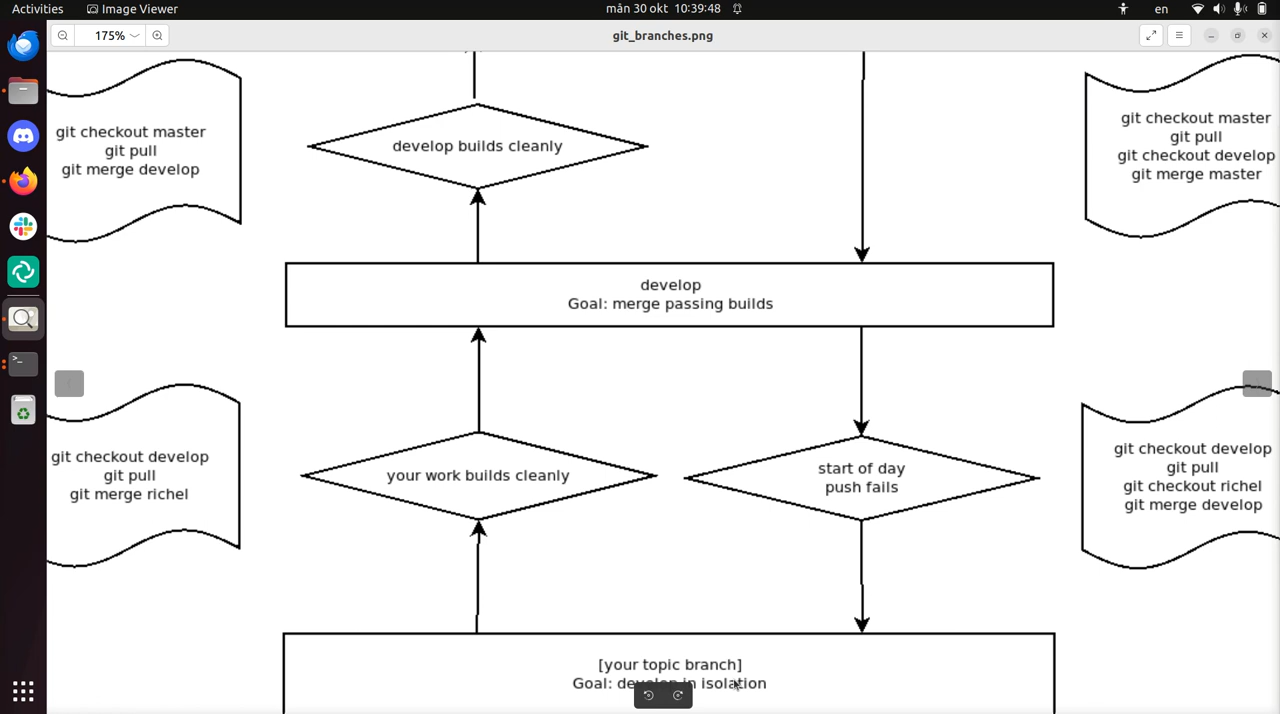 Activities
Image Viewer
mån 30 okt 10:39:48
en
175%
git_branches.png
git checkout master
git pull
git merge develop
develop builds cleanly
git checkout master
git pull
git checkout develop
git merge master
develop
Goal: merge passing builds
git checkout develop
git pull
git merge richel
your work builds cleanly
start of day
push fails
git checkout develop
git pull
git checkout richel
git merge develop
[your topic branch]
Goal: develop in isolation